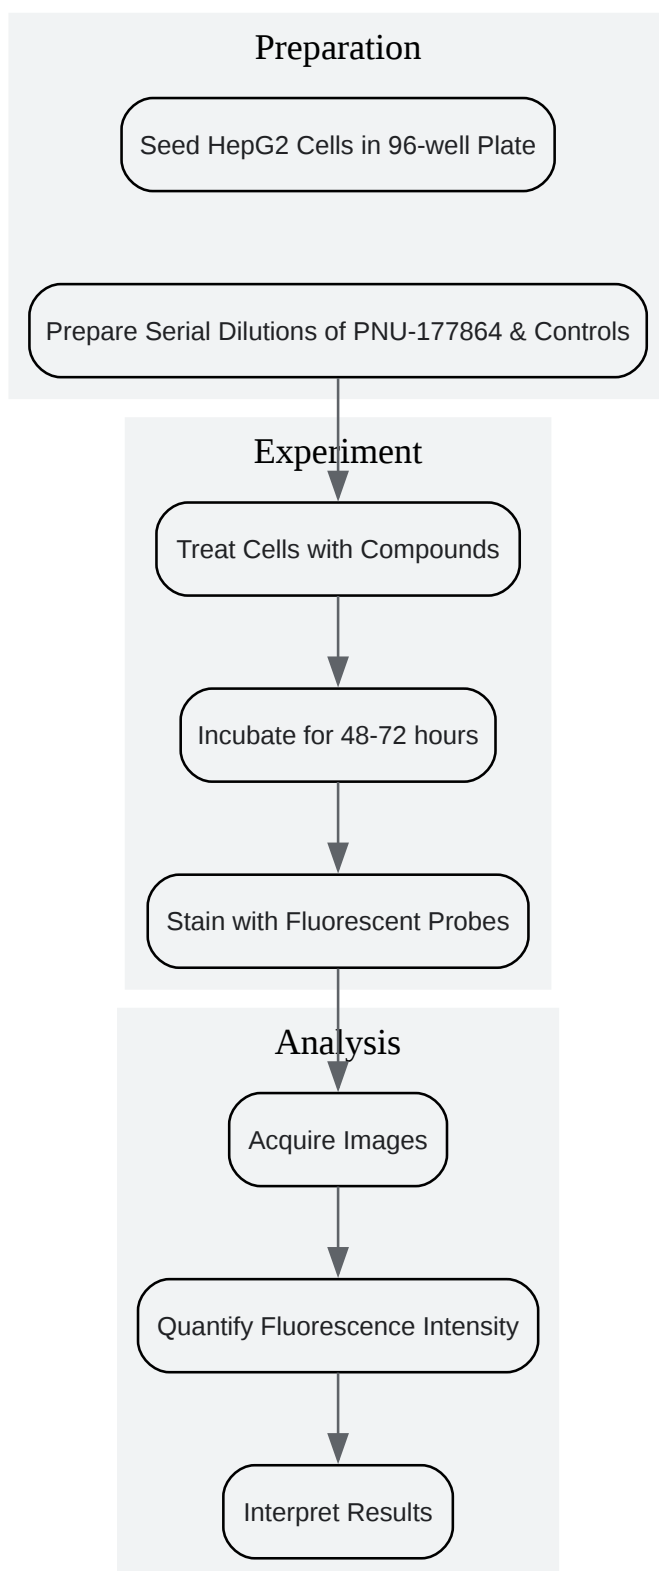 Preparation
Seed HepG2 Cells in 96-well Plate
Prepare Serial Dilutions of PNU-177864 & Controls
Experiment
Treat Cells with Compounds
Incubate for 48-72 hours
Stain with Fluorescent Probes
Analysis
Acquire Images
Quantify Fluorescence Intensity
Interpret Results